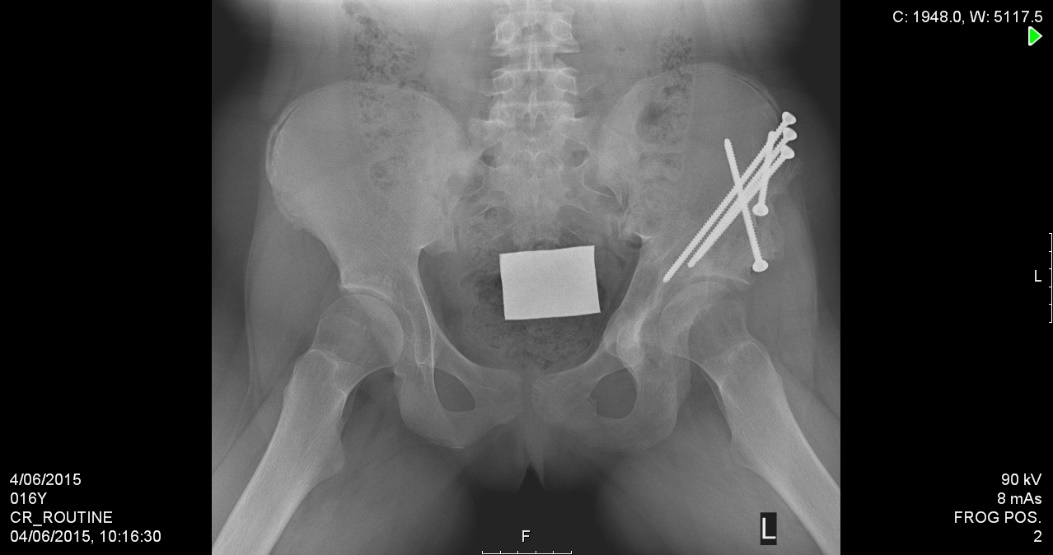 C: 1948.0, W: 5117.5
L
4/06/2015
016Y
CR_ROUTINE
04/06/2015, 10:16:30
F
L
90 kV
8 mAs
FROG POS.
2